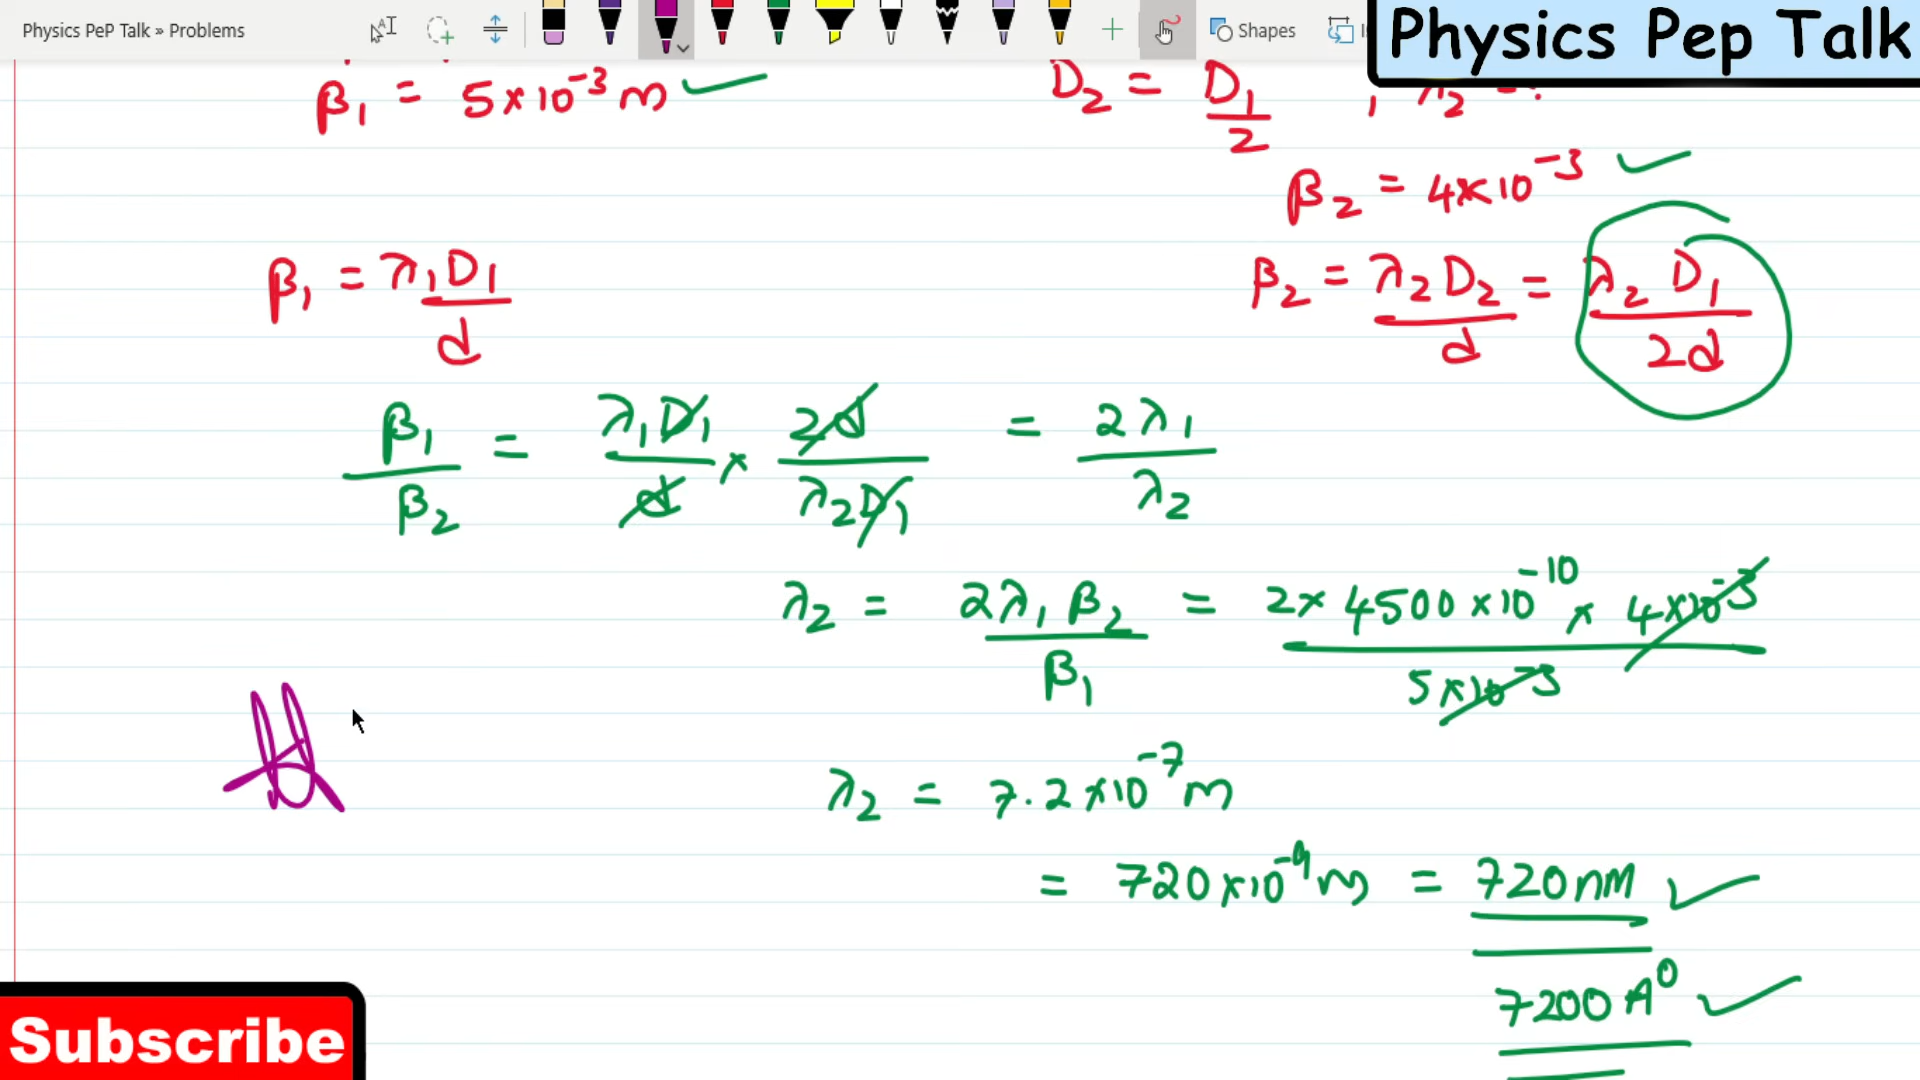 Physics PeP Talk » Problems
Shapes
Physics Pep Talk
β₁ = 5×10⁻³ m
D₂ = D₁/2 , λ₂ = ?
β₂ = 4×10⁻³
β₁ = λ₁D₁/d
β₂ = λ₂D₂/d = λ₂D₁/2d
β₁/β₂ = λ₁D₁/d × 2d/λ₂D₁ = 2λ₁/λ₂
λ₂ = 2λ₁β₂/β₁ = 2×4500×10⁻¹⁰ × 4×10⁻³/5×10⁻³
λ₂ = 7.2×10⁻⁷ m
= 720×10⁻⁹ m = 720nm
7200 A⁰
Subscribe